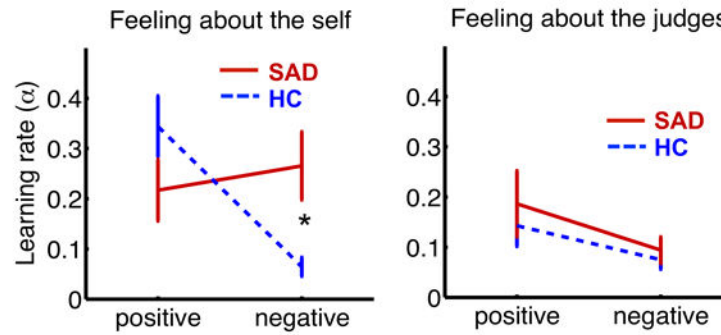 Feeling about the self
Learning rate (α)
0.4
0.3
0.2
0.1
0
SAD
HC
*
positive
negative
Feeling about the judges
0.4
0.3
0.2
0.1
0
SAD
HC
positive
negative